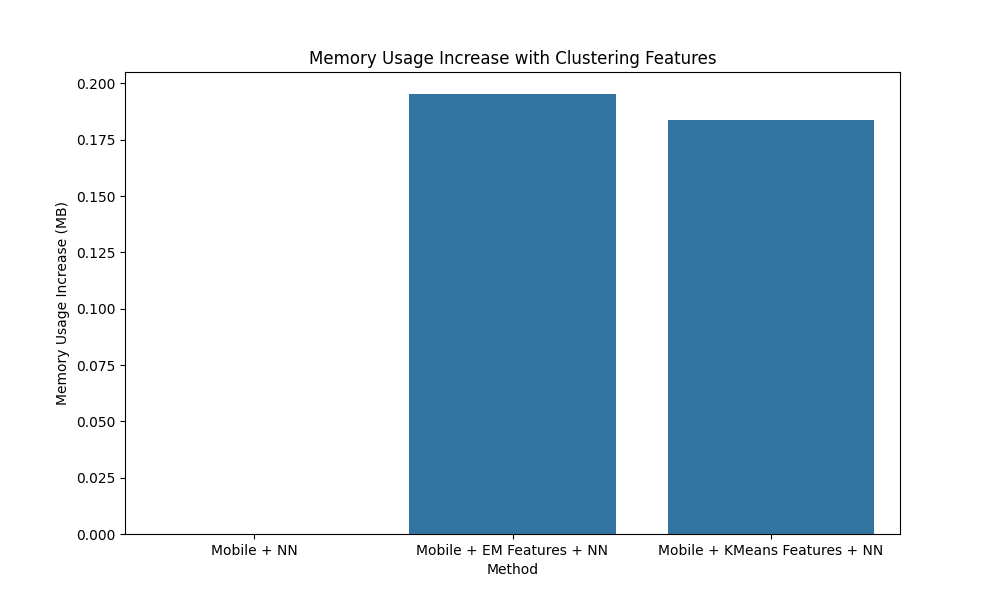 Memory Usage Increase with Clustering Features
Memory Usage Increase (MB)
0.200
0.175
0.150
0.125
0.100
0.075
0.050
0.025
0.000
Mobile + NN
Mobile + EM Features + NN
Mobile + KMeans Features + NN
Method